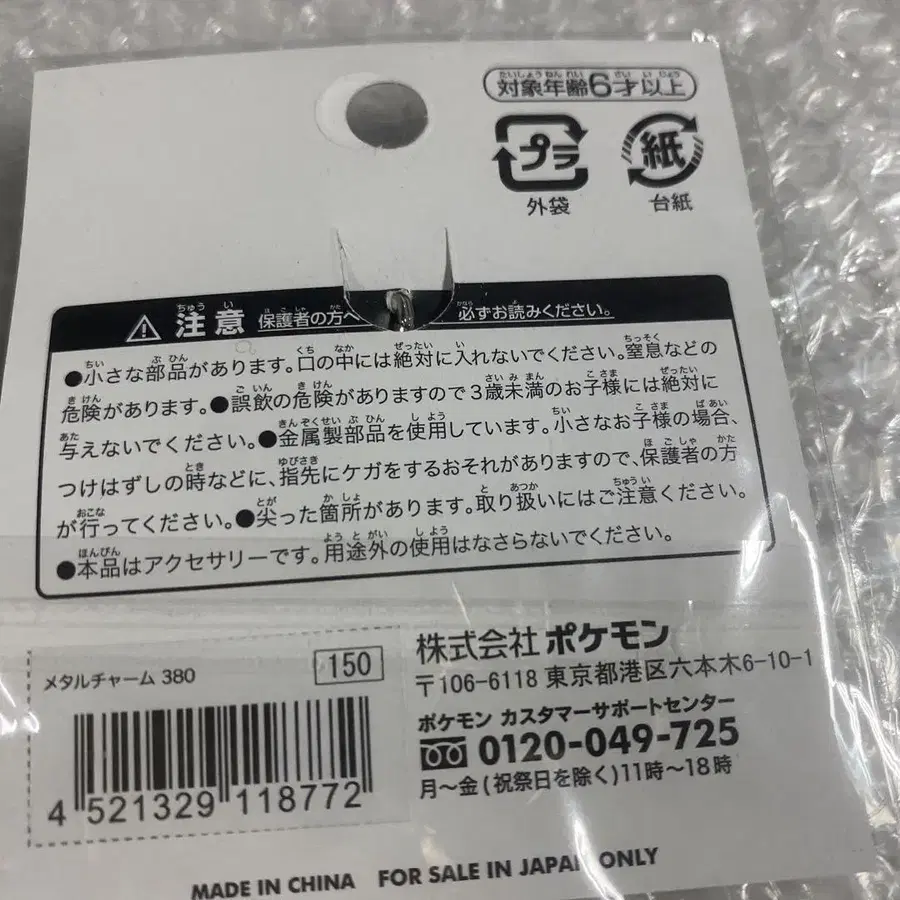 対象年齢6才以上
プラ
外袋
紙
台紙
注意 保護者の方へ 必ずお読みください。
●小さな部品があります。口の中には絶対に入れないでください。窒息などの
危険があります。●誤飲の危険がありますので3歳未満のお子様には絶対に
与えないでください。●金属製部品を使用しています。小さなお子様の場合、
つけはずしの時などに、指先にケガをするおそれがありますので、保護者の方
が行ってください。●尖った箇所があります。取り扱いにはご注意ください。
●本品はアクセサリーです。用途外の使用はなさらないでください。
メタルチャーム 380
150
4 521329 118772
株式会社 ポケモン
〒106-6118 東京都港区六本木6-10-1
ポケモン カスタマーサポートセンター
0120-049-725
月〜金(祝祭日を除く)11時〜18時
MADE IN CHINA FOR SALE IN JAPAN ONLY